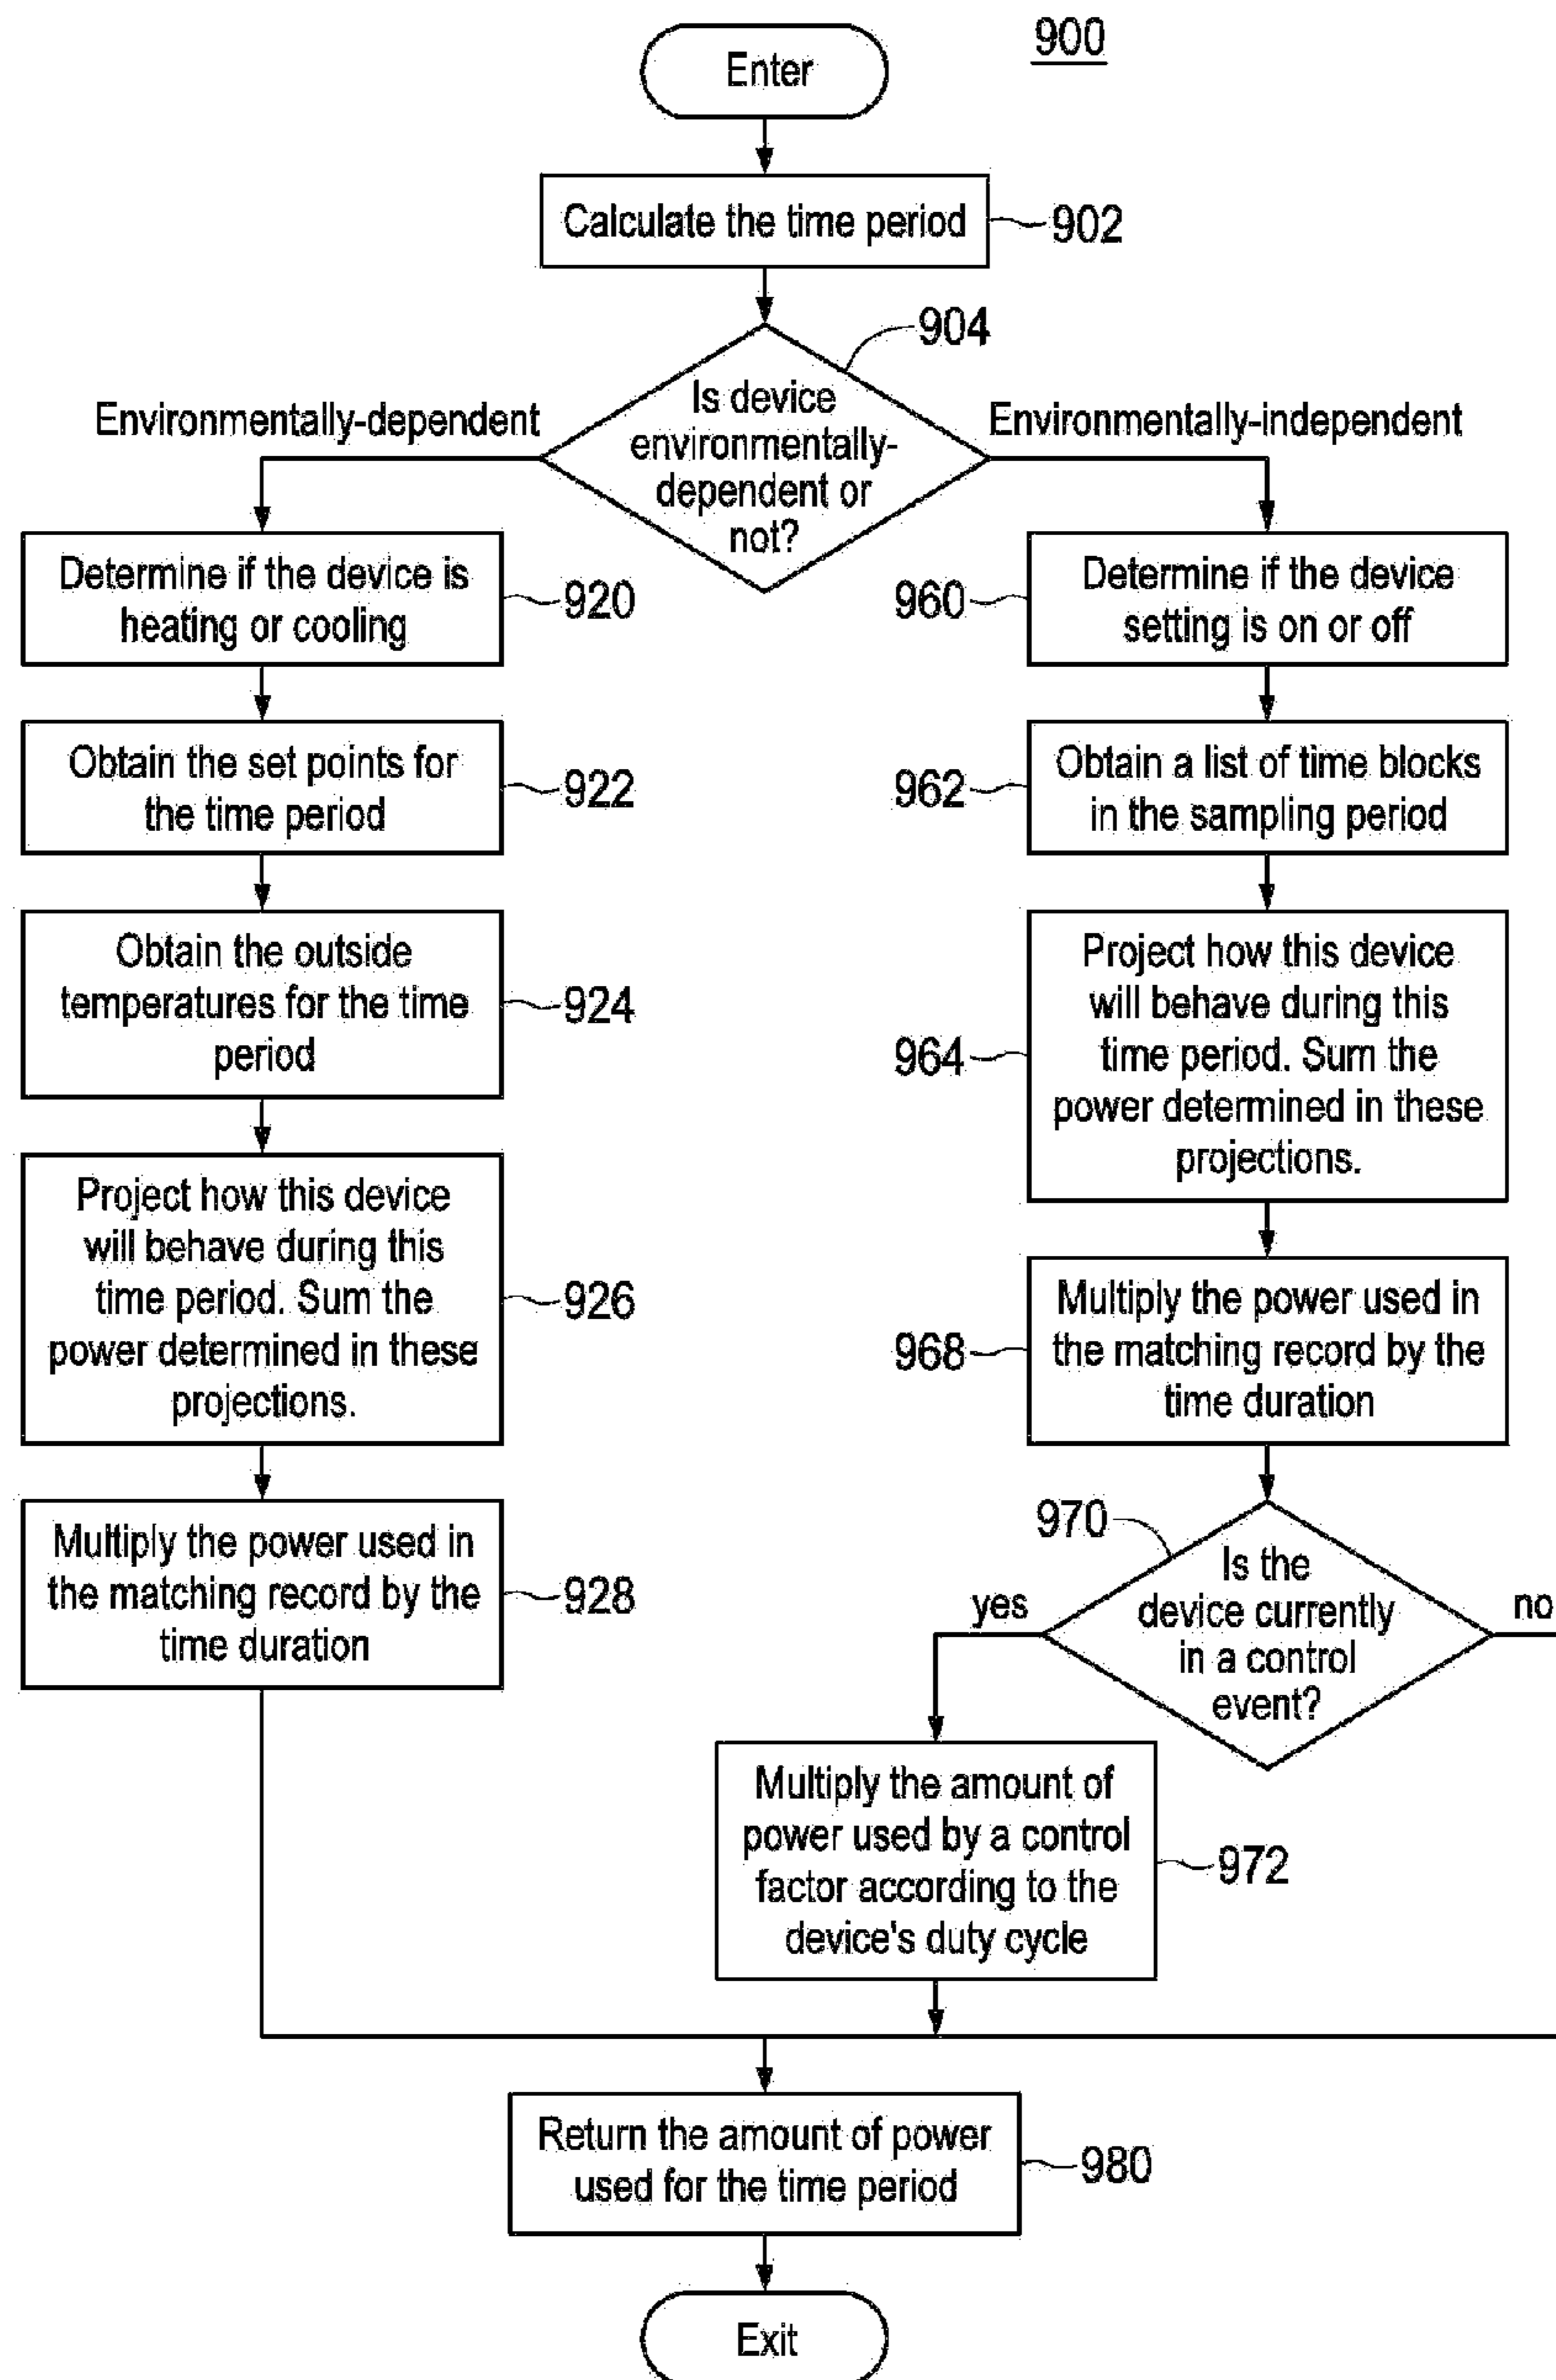 900
Enter
Calculate the time period
902
904
Is device
environmentally-
dependent or
not?
Environmentally-dependent
Environmentally-independent
Determine if the device is
heating or cooling
920
Obtain the set points for
the time period
922
Obtain the outside
temperatures for the time
period
924
Project how this device
will behave during this
time period. Sum the
power determined in these
projections.
926
Multiply the power used in
the matching record by the
time duration
928
960
Determine if the device
setting is on or off
962
Obtain a list of time blocks
in the sampling period
964
Project how this device
will behave during this
time period. Sum the
power determined in these
projections.
968
Multiply the power used in
the matching record by the
time duration
970
Is the
device currently
in a control
event?
yes
no
Multiply the amount of
power used by a control
factor according to the
device's duty cycle
972
Return the amount of power
used for the time period
980
Exit